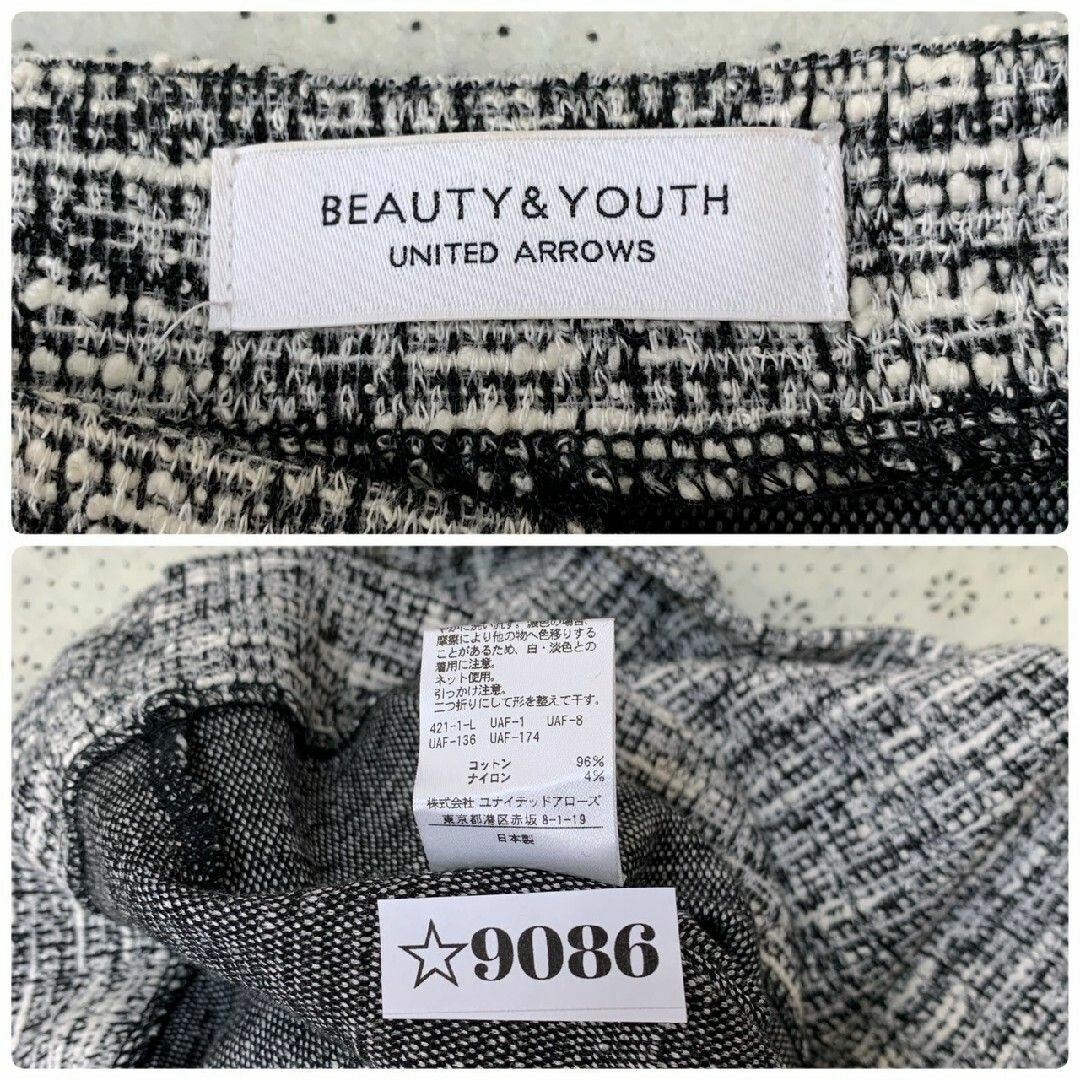 BEAUTY&YOUTH
UNITED ARROWS
摩擦により他の物へ色移りする
ことがあるため、白・淡色との
着用に注意。
ネット使用。
引っかけ注意。
二つ折りにして形を整えて干す。
421-1-L UAF-1 UAF-8
UAF-136 UAF-174
コットン 96%
ナイロン 4%
株式会社 ユナイテッドアローズ
東京都港区赤坂 8-1-19
日本製
☆9086